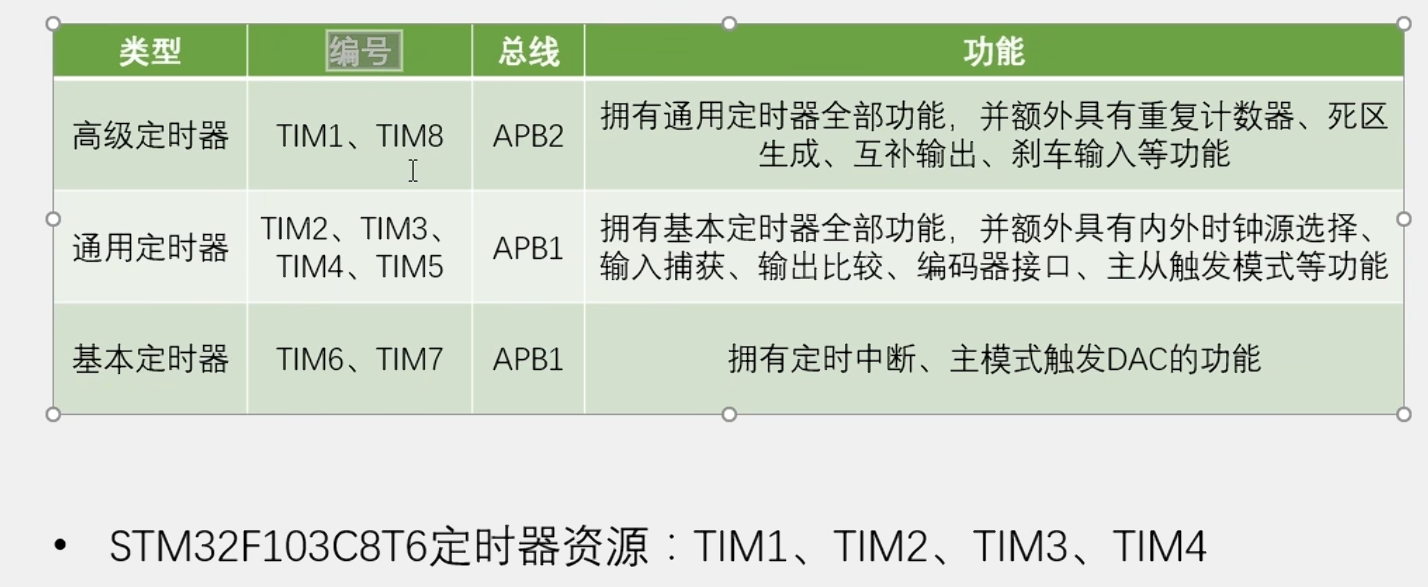 类型 编号 总线 功能
高级定时器 TIM1、TIM8 APB2 拥有通用定时器全部功能，并额外具有重复计数器、死区
生成、互补输出、刹车输入等功能
通用定时器 TIM2、TIM3、
TIM4、TIM5 APB1 拥有基本定时器全部功能，并额外具有内外时钟源选择、
输入捕获、输出比较、编码器接口、主从触发模式等功能
基本定时器 TIM6、TIM7 APB1 拥有定时中断、主模式触发DAC的功能
• STM32F103C8T6定时器资源：TIM1、TIM2、TIM3、TIM4